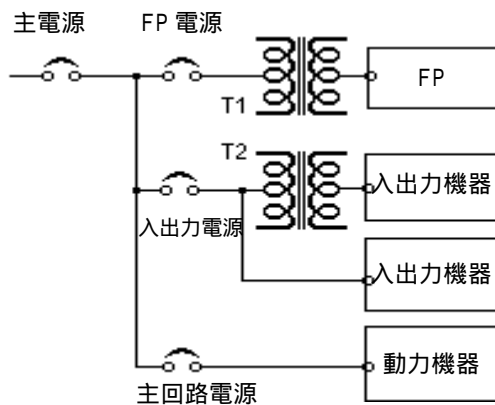 主電源
FP 電源
FP
T1
T2
入出力機器
入出力電源
入出力機器
動力機器
主回路電源